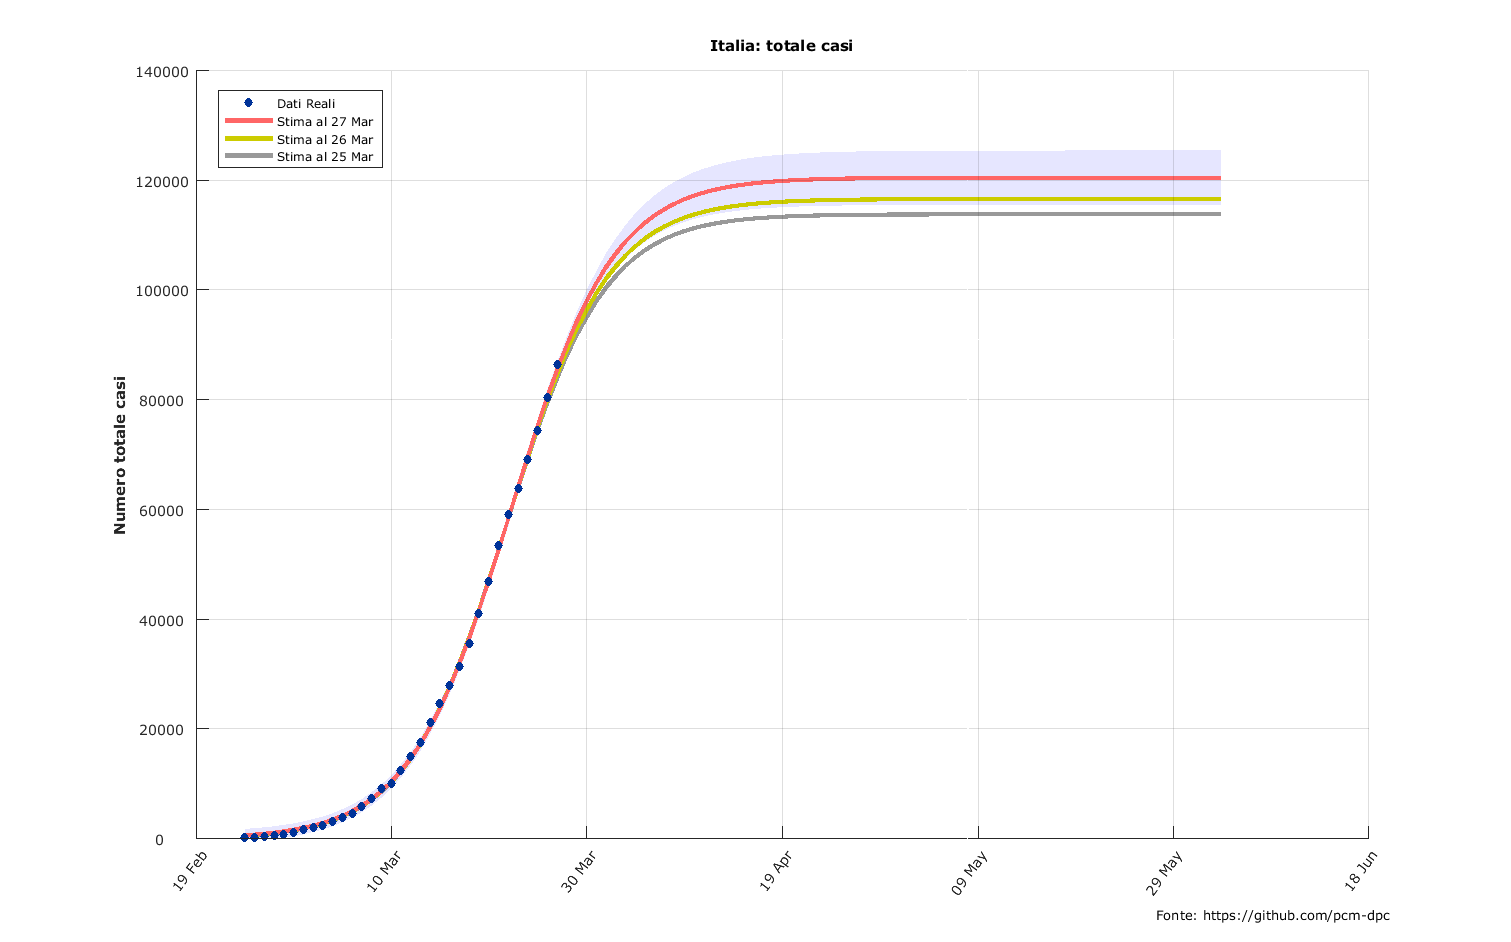 Italia: totale casi
140000
120000
100000
80000
60000
40000
20000
0
Numero totale casi
Dati Reali
Stima al 27 Mar
Stima al 26 Mar
Stima al 25 Mar
19 Feb
10 Mar
30 Mar
19 Apr
09 May
29 May
18 Jun
Fonte: https://github.com/pcm-dpc